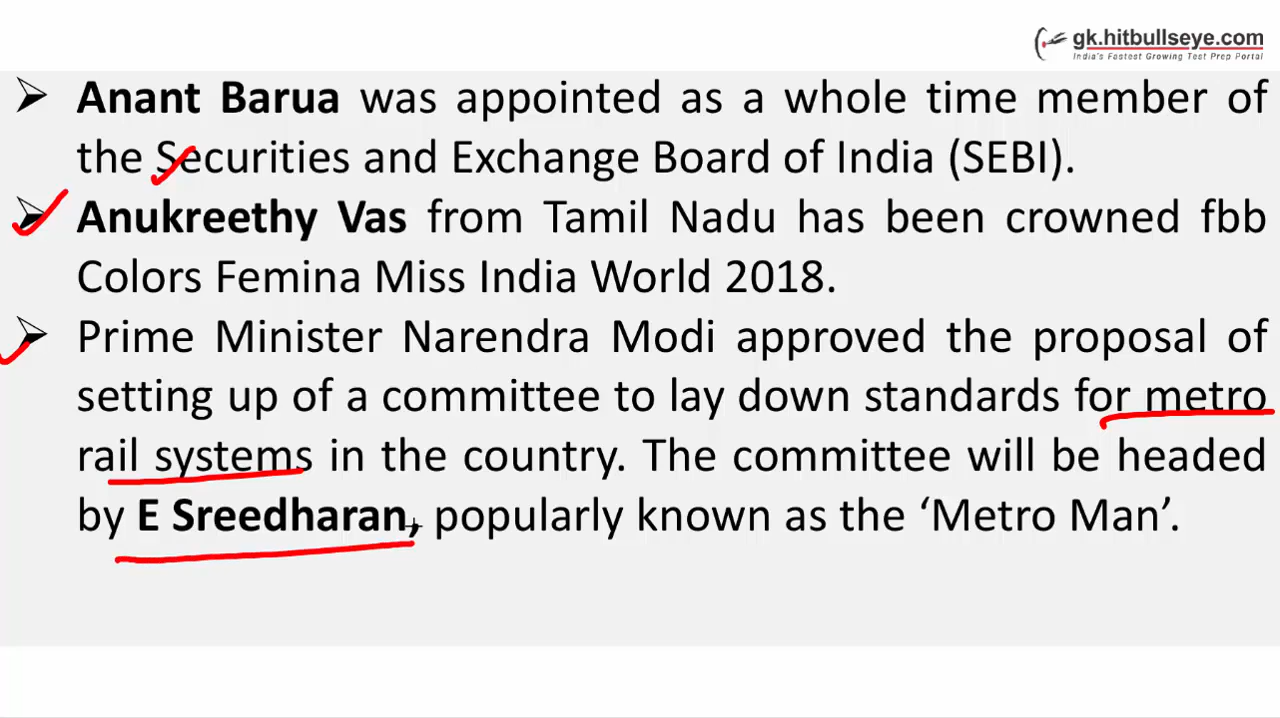 gk.hitbullseye.com
India's Fastest Growing Test Prep Portal
Anant Barua was appointed as a whole time member of
the Securities and Exchange Board of India (SEBI).
Anukreethy Vas from Tamil Nadu has been crowned fbb
Colors Femina Miss India World 2018.
Prime Minister Narendra Modi approved the proposal of
setting up of a committee to lay down standards for metro
rail systems in the country. The committee will be headed
by E Sreedharan, popularly known as the ‘Metro Man’.